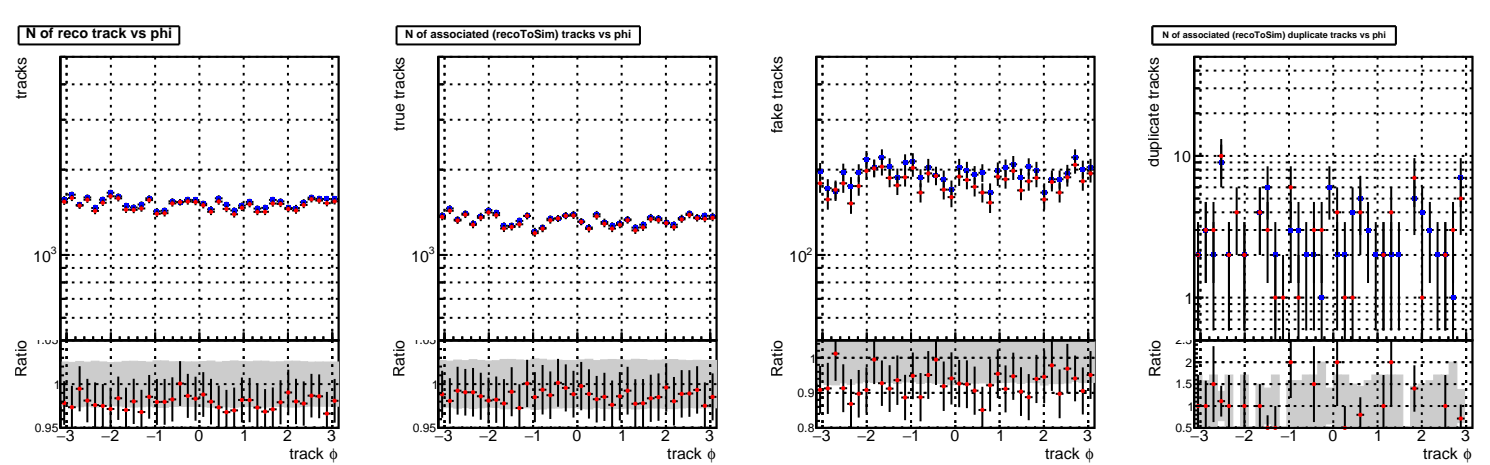 N of reco track vs phi
tracks
10³
Ratio
1.05
1
0.95
−3 −2 −1 0 1 2 3
track ϕ
N of associated (recoToSim) tracks vs phi
true tracks
10³
Ratio
1.05
1
0.95
−3 −2 −1 0 1 2 3
track ϕ
fake tracks
10²
Ratio
1
0.9
0.8
−3 −2 −1 0 1 2 3
track ϕ
N of associated (recoToSim) duplicate tracks vs phi
duplicate tracks
10
1
Ratio
2.5
2
1.5
1
0.5
−3 −2 −1 0 1 2 3
track ϕ